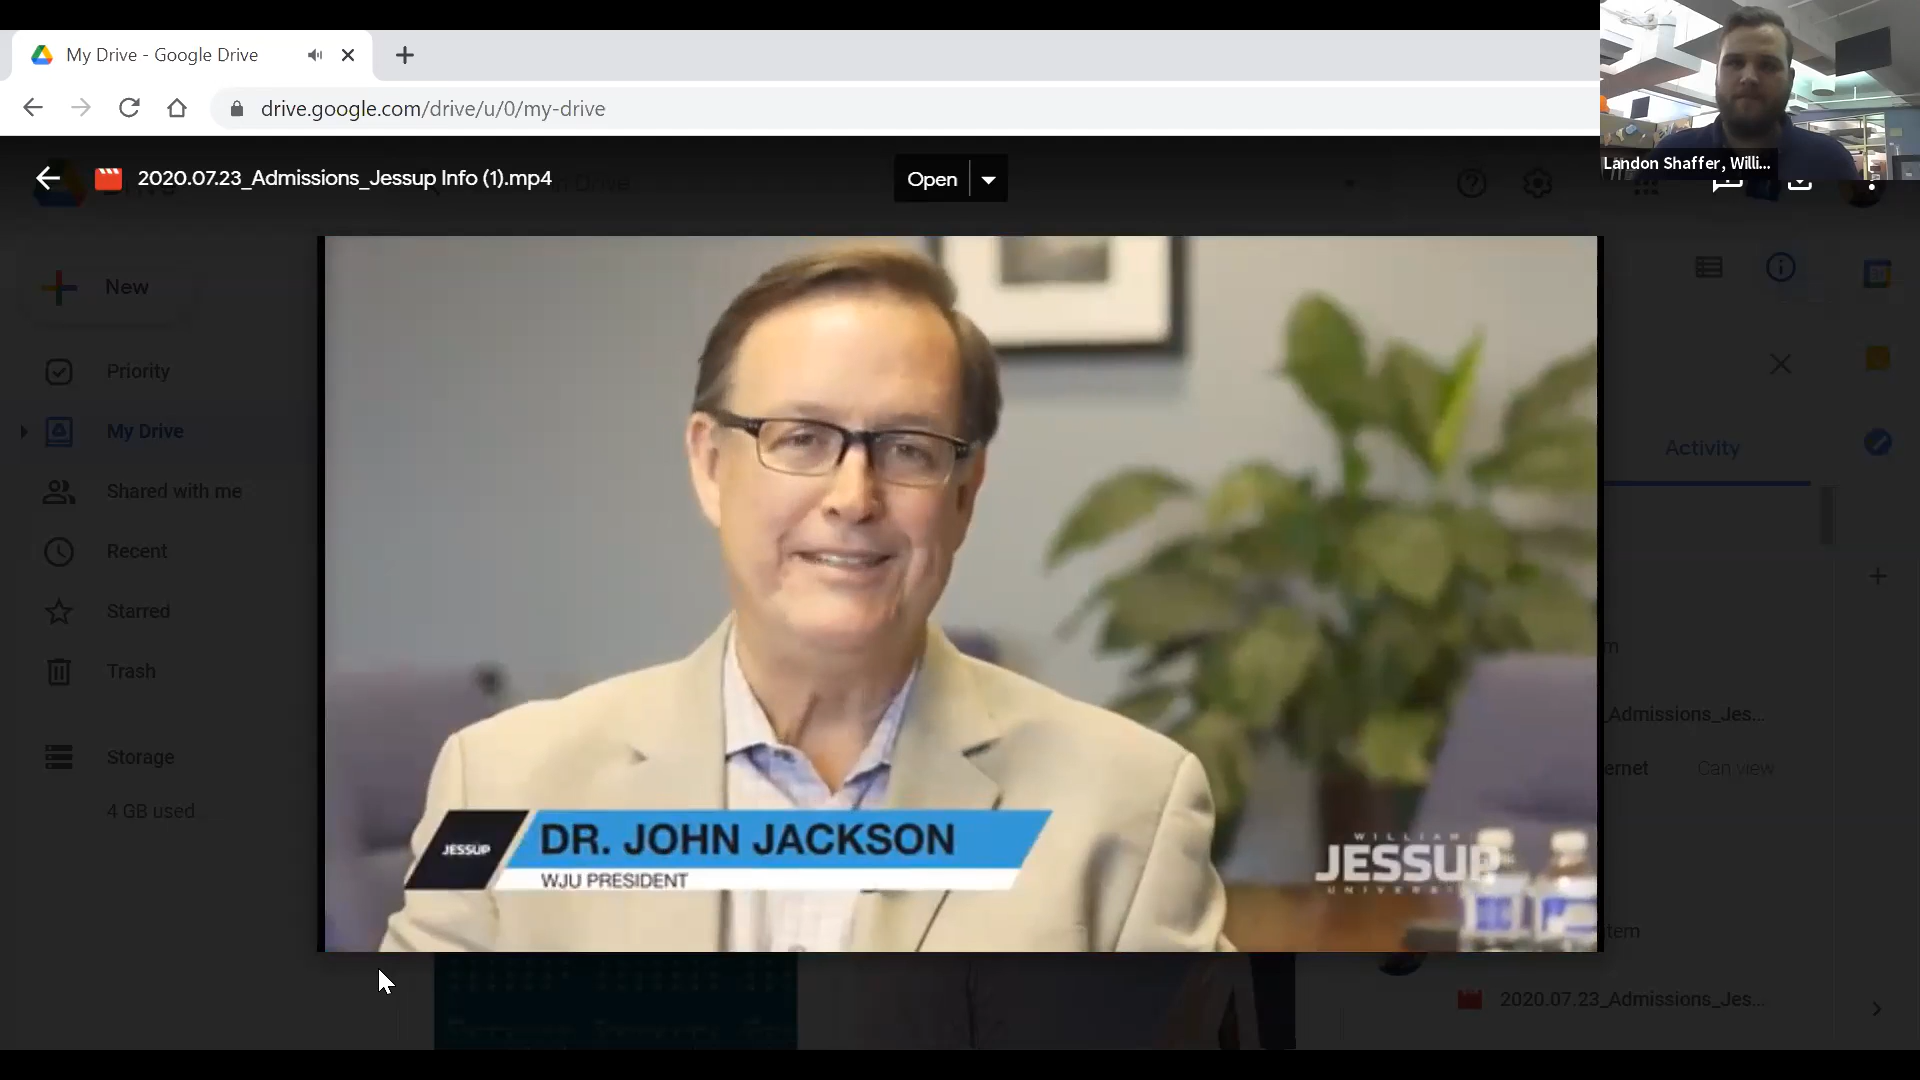 My Drive - Google Drive
drive.google.com/drive/u/0/my-drive
Landon Shaffer, Willi...
2020.07.23_Admissions_Jessup Info (1).mp4
Open
New
Priority
My Drive
Activity
Shared with me
Recent
Starred
Trash
_Admissions_Jes...
Storage
ernet Can view
4 GB used
JESSUP
DR. JOHN JACKSON
WJU PRESIDENT
WILLIAM
JESSUP
UNIVERSITY
2020.07.23_Admissions_Jes...